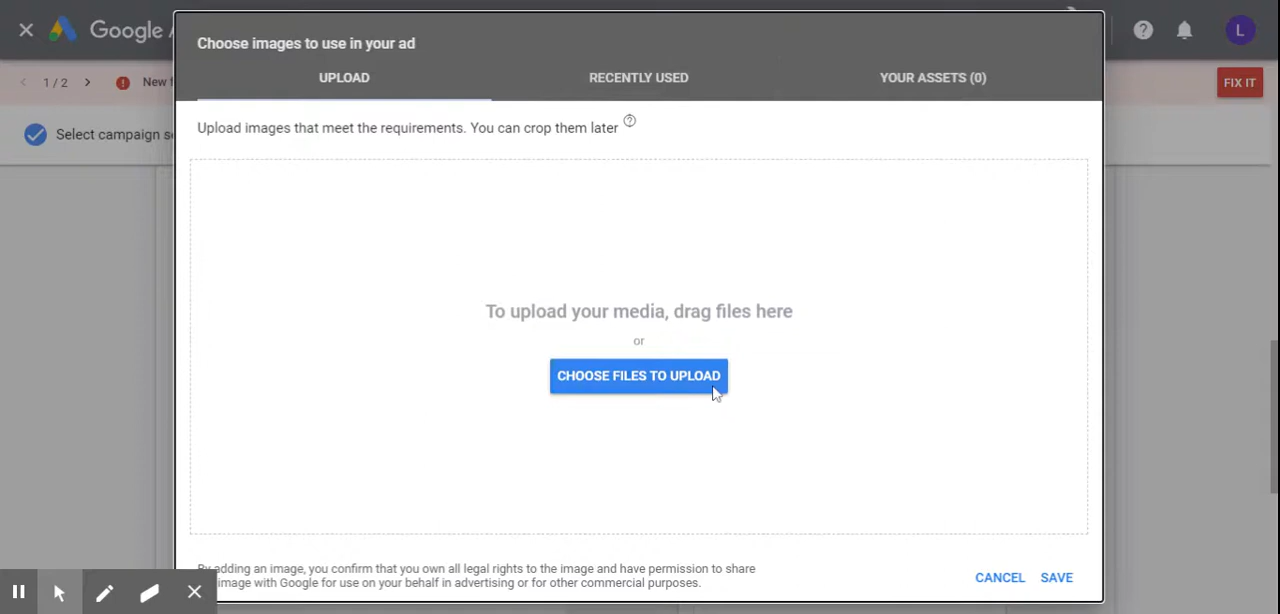 Google
Choose images to use in your ad
UPLOAD RECENTLY USED YOUR ASSETS (0)
1 / 2 New
FIX IT
Select campaign
Upload images that meet the requirements. You can crop them later
To upload your media, drag files here
or
CHOOSE FILES TO UPLOAD
By adding an image, you confirm that you own all legal rights to the image and have permission to share
image with Google for use on your behalf in advertising or for other commercial purposes.
CANCEL SAVE
L